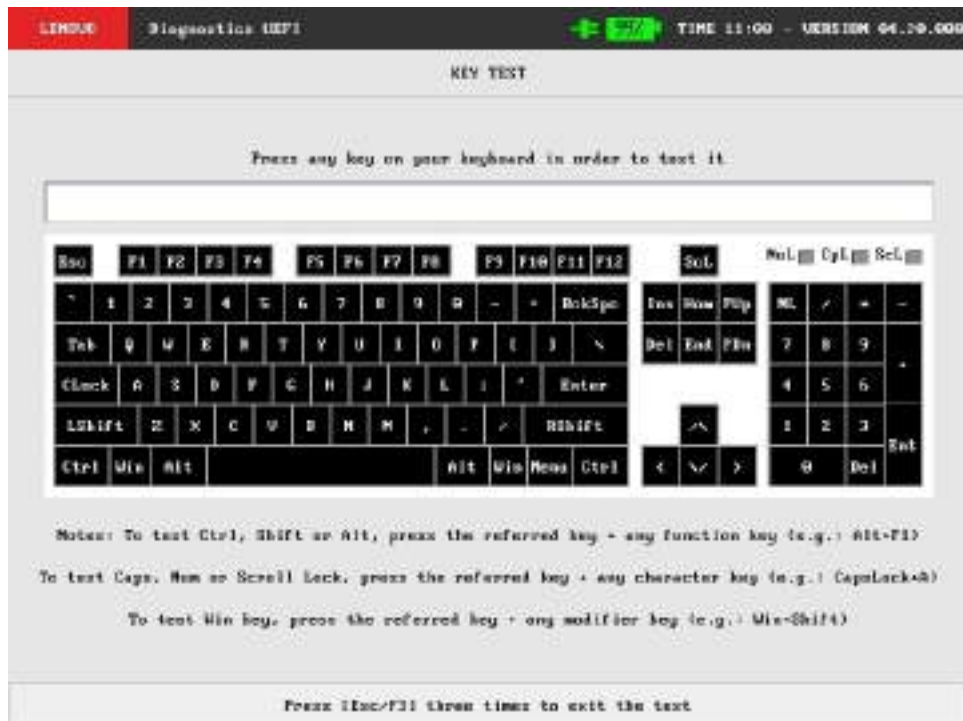 Diagnostics UEFI
TIME 11:00 - VERSION 04.20.000
KEY TEST
Press any key on your keyboard in order to test it
Esc F1 F2 F3 F4 F5 F6 F7 F8 F9 F10 F11 F12 ScL NuL CpL ScL
` 1 2 3 4 5 6 7 8 9 0 - = BckSpc Ins Hom PUp NL / * -
Tab Q W E R T Y U I O P [ ] \ Del End PDn 7 8 9 +
CLock A S D F G H J K L ; ' Enter 4 5 6
LShift Z X C V B N M , . / RShift /\ 1 2 3 Ent
Ctrl Win Alt Alt Win Menu Ctrl < \/ > 0 Del
Notes: To test Ctrl, Shift or Alt, press the referred key + any function key (e.g.: Alt+F1)
To test Caps, Num or Scroll Lock, press the referred key + any character key (e.g.: CapsLock+A)
To test Win key, press the referred key + any modifier key (e.g.: Win+Shift)
Press [Esc/F3] three times to exit the test